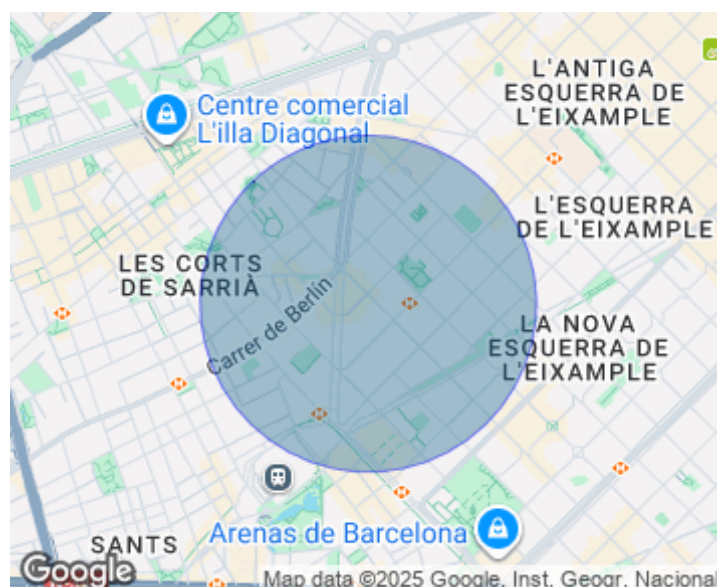 L'ANTIGA
ESQUERRA DE
L'EIXAMPLE
Centre comercial
L'illa Diagonal
L'ESQUERRA
DE L'EIXAMPLE
LES CORTS
DE SARRIÀ
Carrer de Berlín
LA NOVA
ESQUERRA DE
L'EIXAMPLE
Arenas de Barcelona
SANTS
Google
Map data ©2025 Google, Inst. Geogr. Nacional